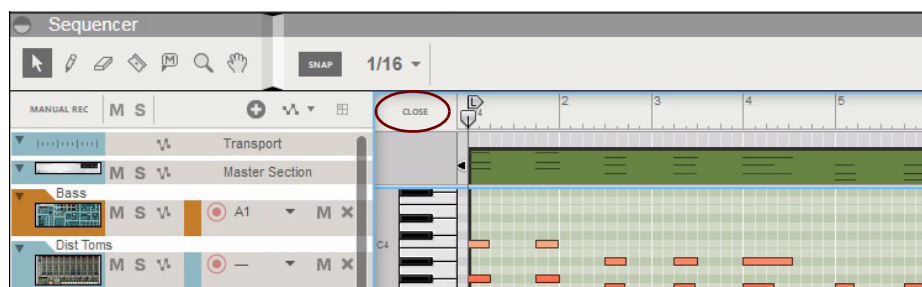 Sequencer
M
SNAP
1/16
MANUAL REC M S
CLOSE
L
1 2 3 4 5
Transport
M S Master Section
Bass
M S A1 M
C4
Dist Toms
M S — M